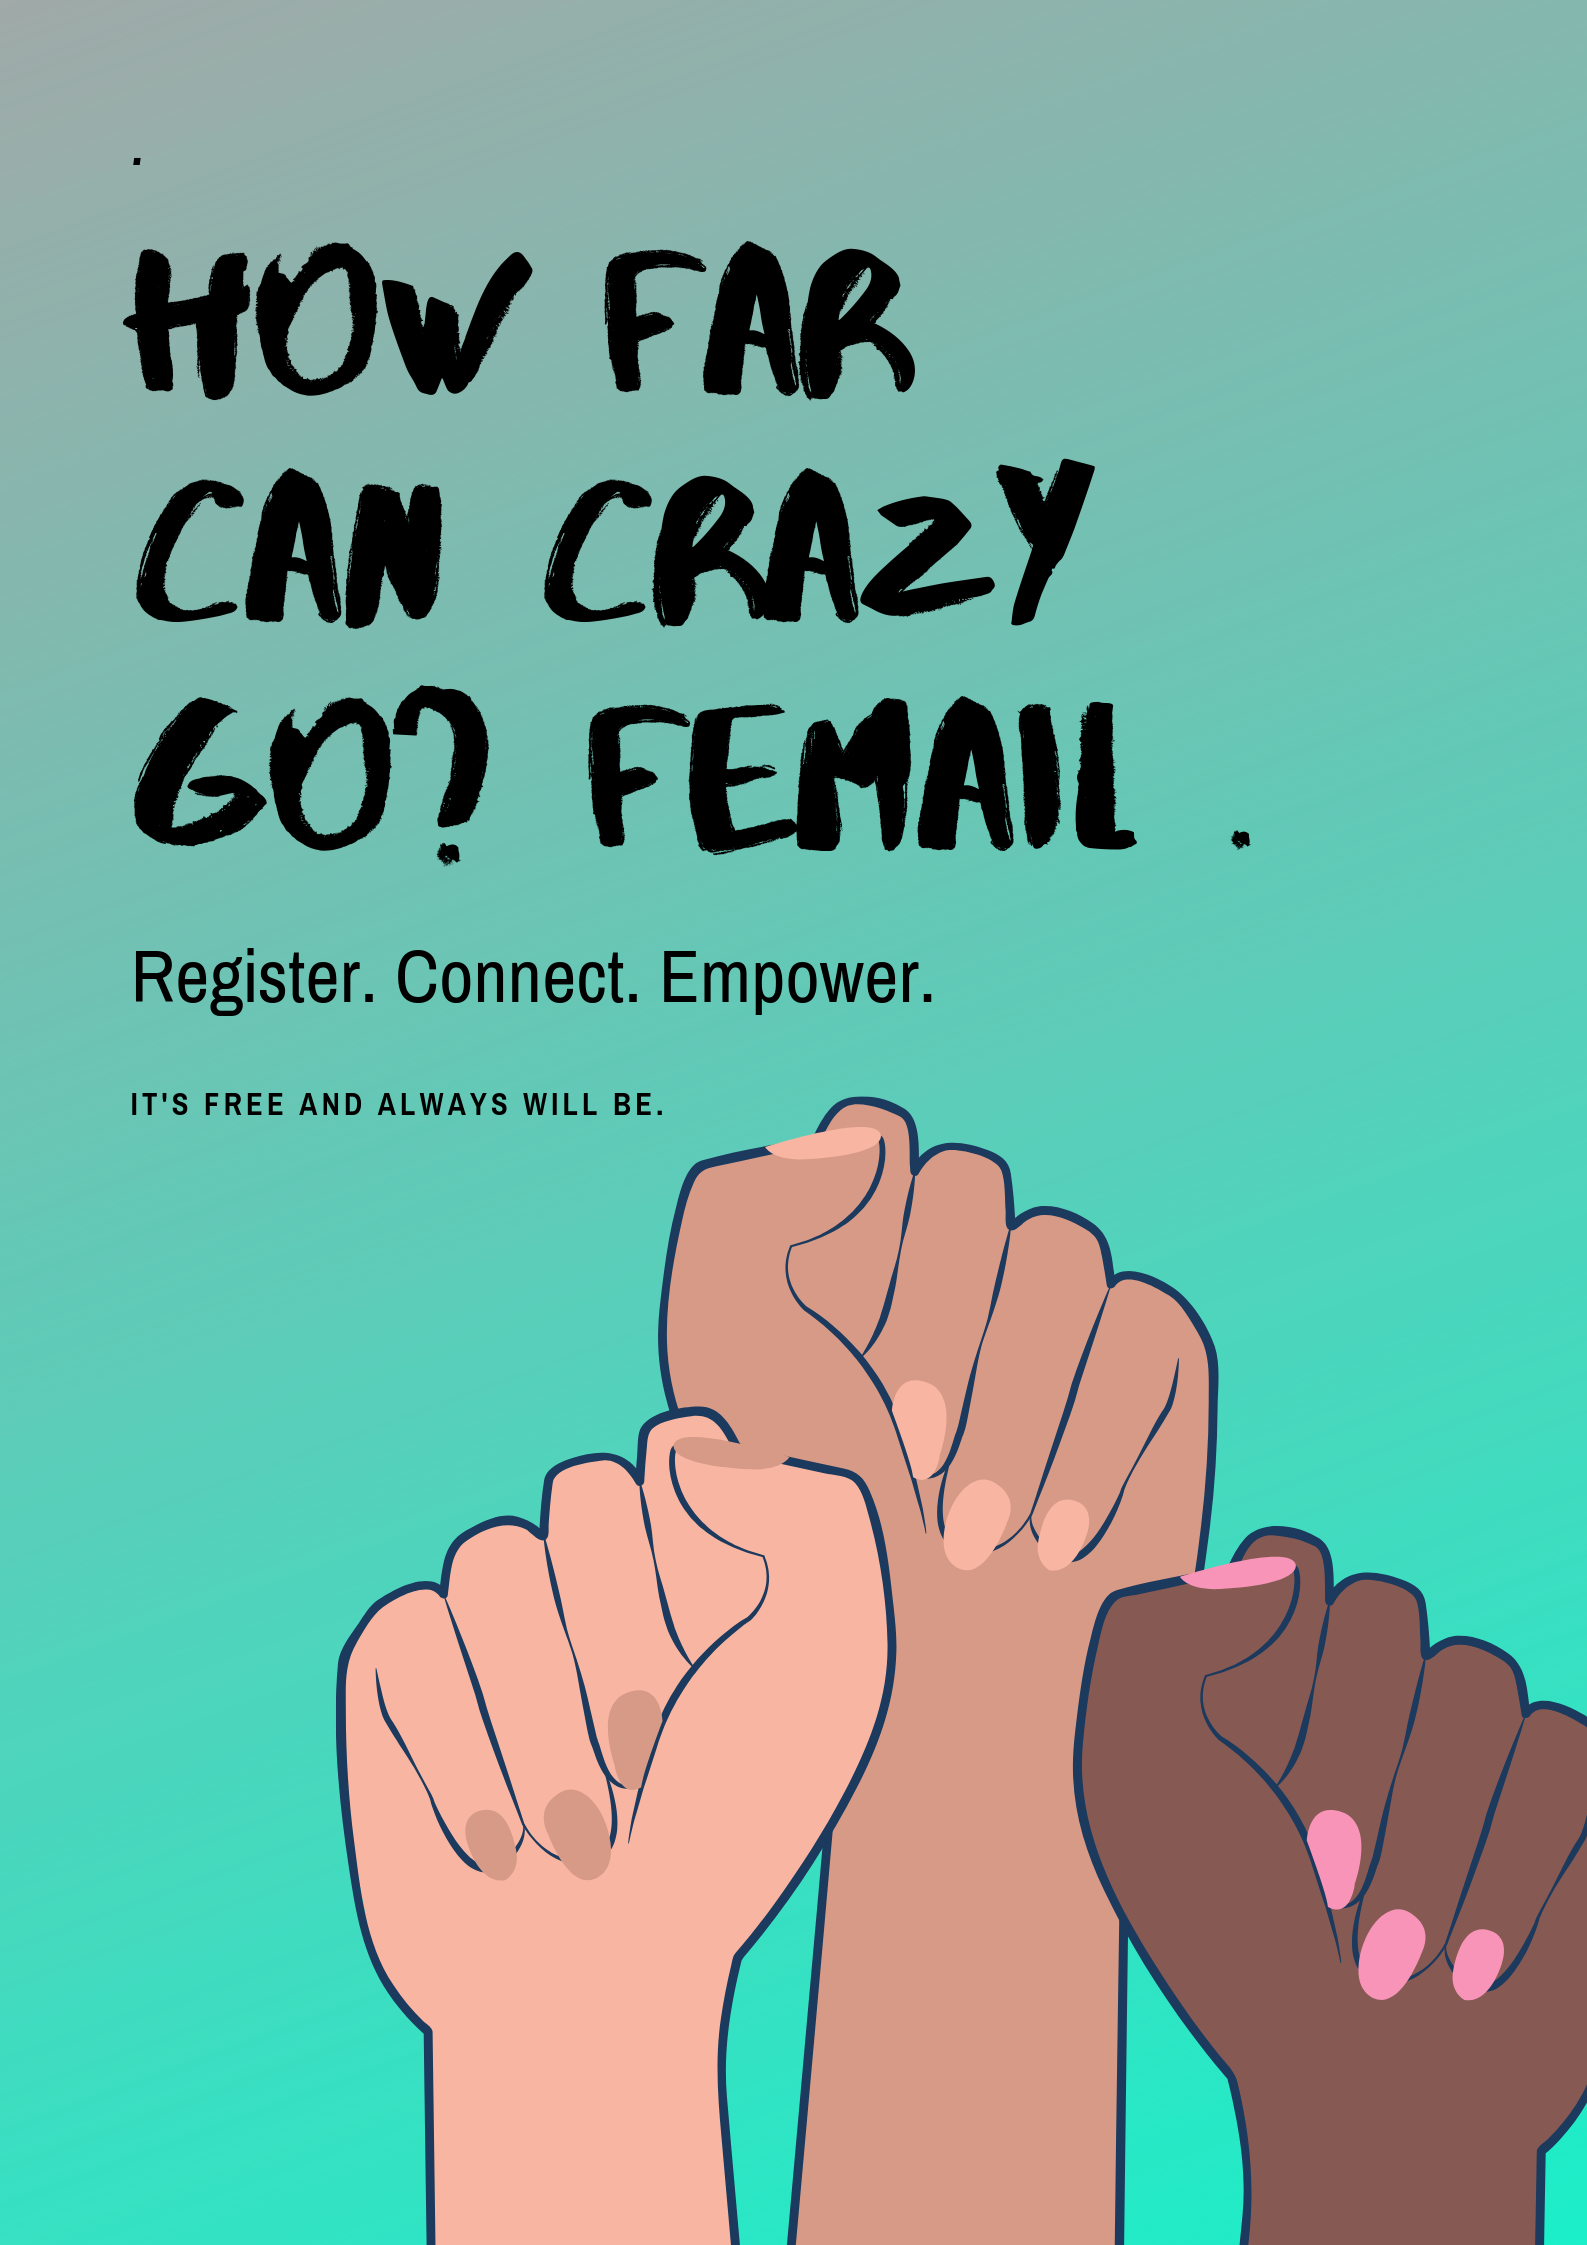 .
HOW FAR
CAN CRAZY
GO? FEMAIL .
Register. Connect. Empower.
IT'S FREE AND ALWAYS WILL BE.